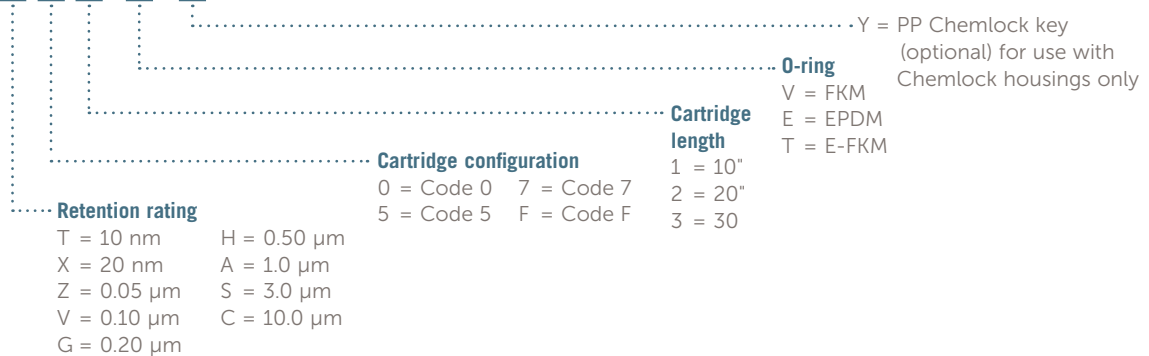 Y = PP Chemlock key
(optional) for use with
Chemlock housings only
O-ring
V = FKM
E = EPDM
T = E-FKM
Cartridge
length
1 = 10"
2 = 20"
3 = 30
Cartridge configuration
0 = Code 0 7 = Code 7
5 = Code 5 F = Code F
Retention rating
T = 10 nm H = 0.50 µm
X = 20 nm A = 1.0 µm
Z = 0.05 µm S = 3.0 µm
V = 0.10 µm C = 10.0 µm
G = 0.20 µm